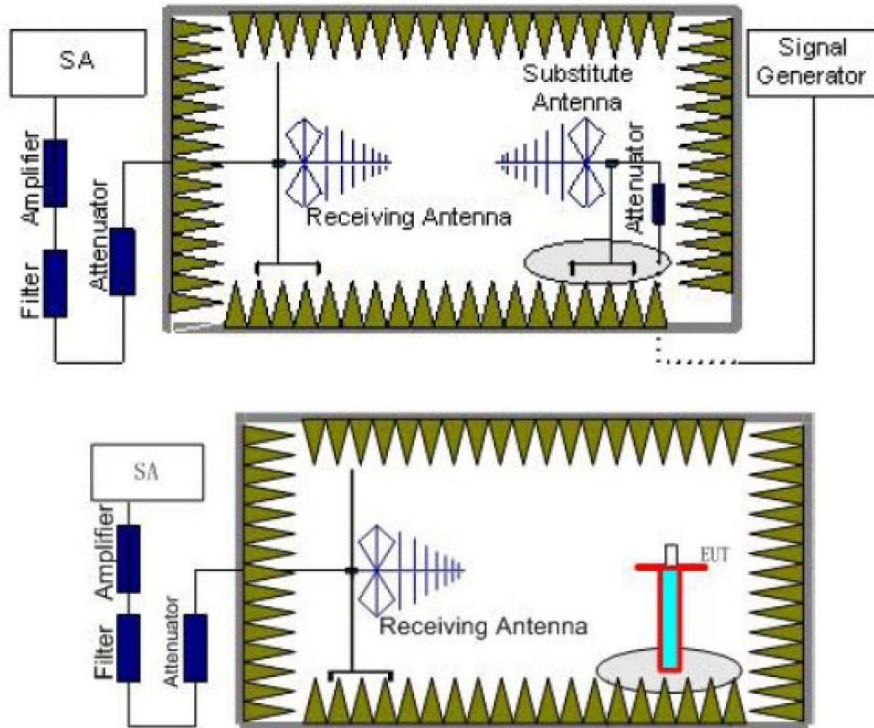 SA
Signal
Generator
Substitute
Antenna
Amplifier
Attenuator
Receiving Antenna
Attenuator
Filter
SA
Amplifier
EUT
Filter
Attenuator
Receiving Antenna